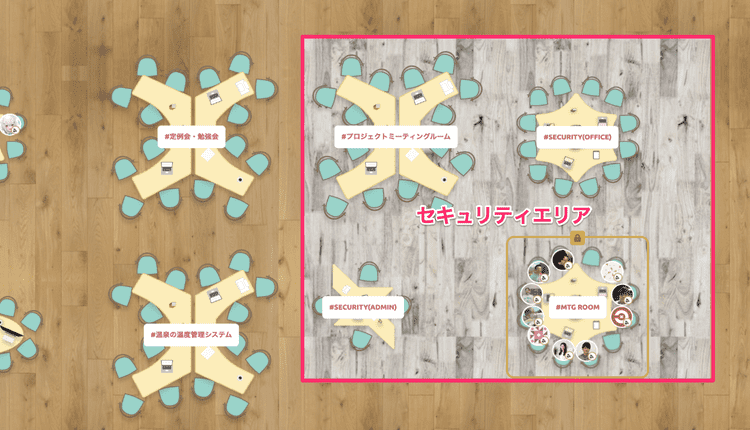 #定例会・勉強会
#プロジェクトミーティングルーム
#SECURITY(OFFICE)
セキュリティエリア
#SECURITY(ADMIN)
#MTG ROOM
#温泉の温度管理システム